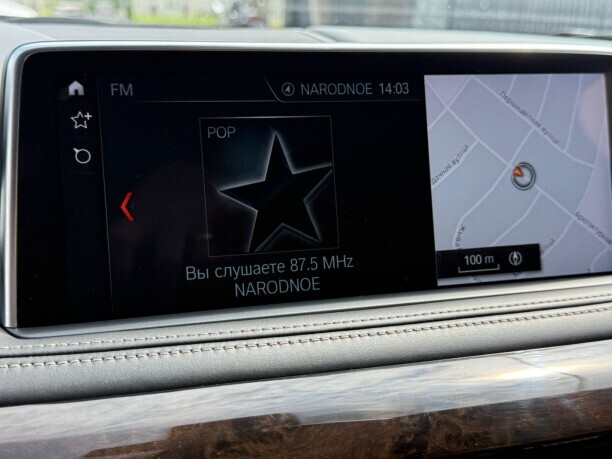 FM
NARODNOE 14:03
POP
Вы слушаете 87.5 MHz
NARODNOE
100 m